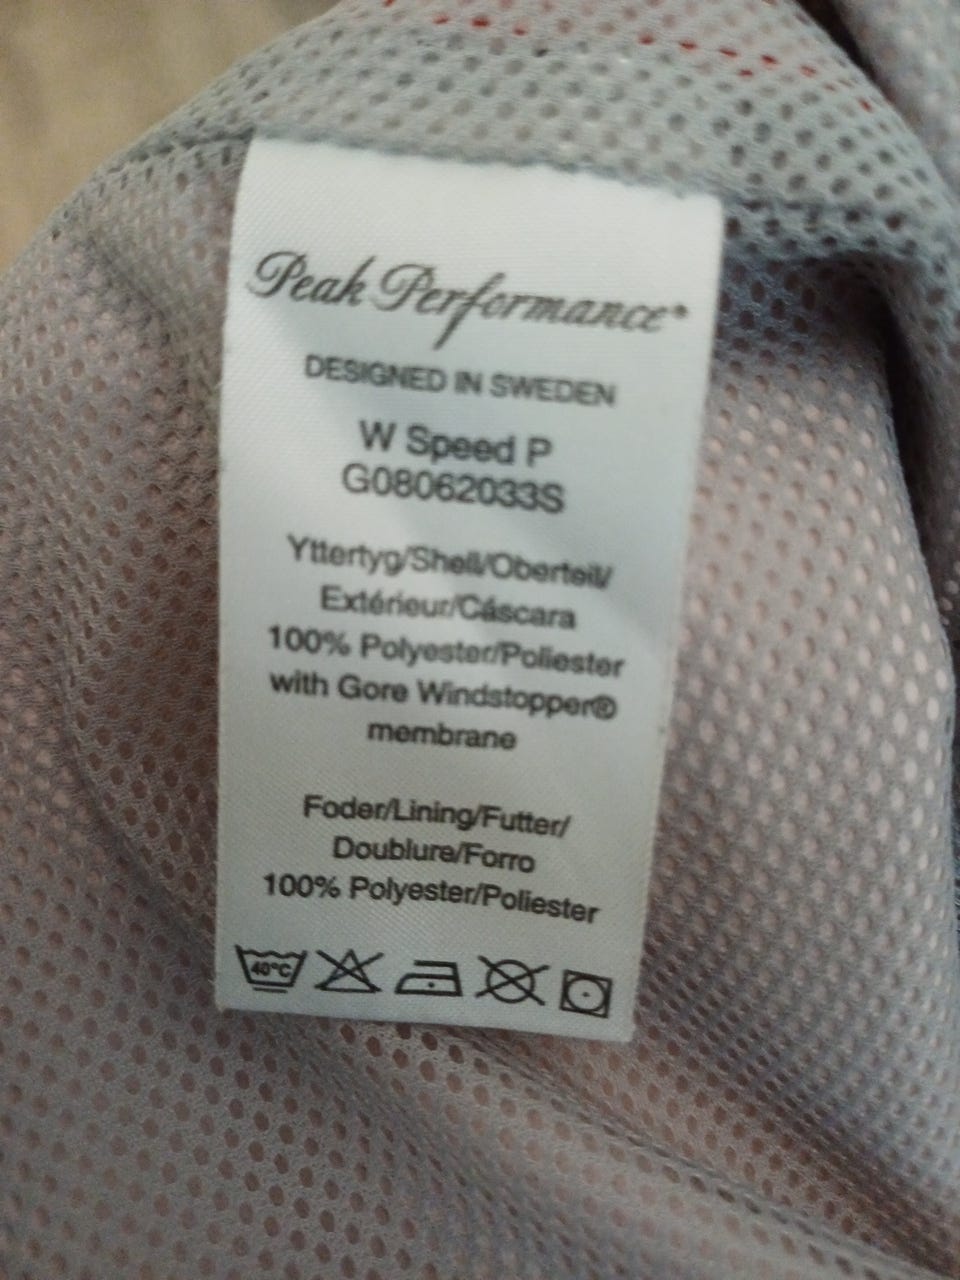 Peak Performance®
DESIGNED IN SWEDEN
W Speed P
G08062033S
Yttertyg/Shell/Oberteil/
Extérieur/Cáscara
100% Polyester/Poliester
with Gore Windstopper®
membrane
Foder/Lining/Futter/
Doublure/Forro
100% Polyester/Poliester
40°C